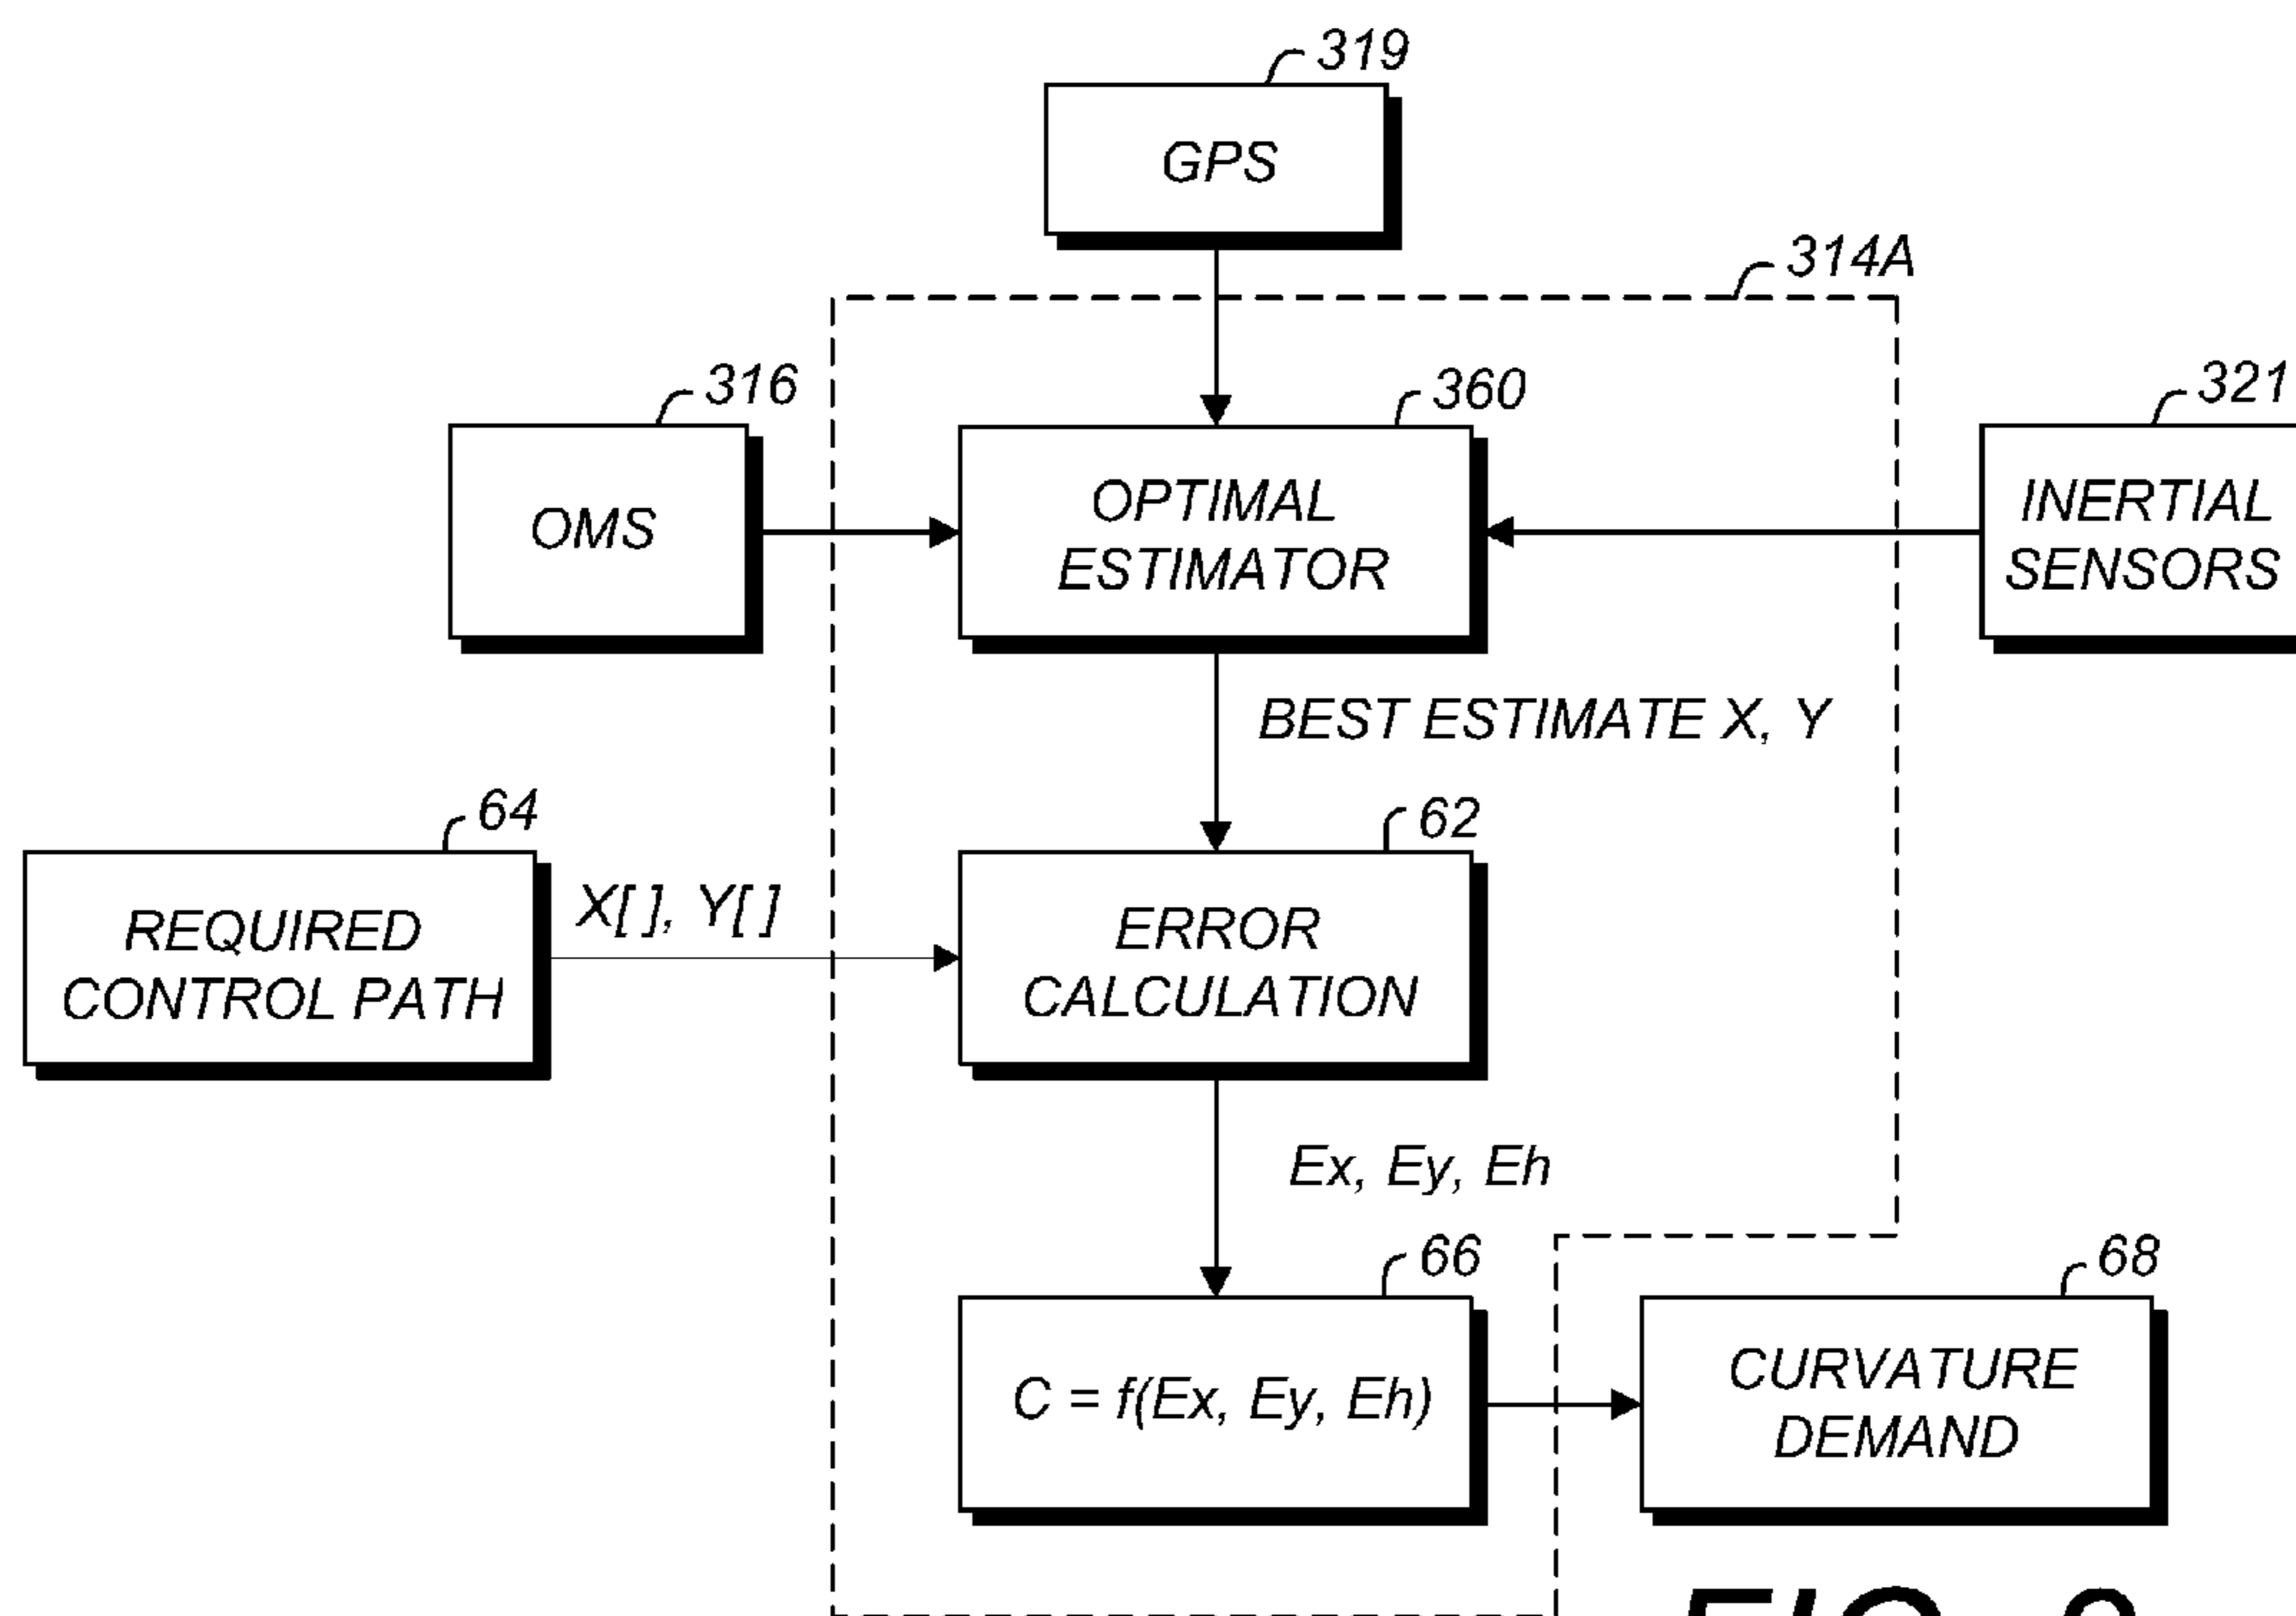 319
GPS
314A
316
360
321
OMS
OPTIMAL
ESTIMATOR
INERTIAL
SENSORS
BEST ESTIMATE X, Y
64
62
REQUIRED
CONTROL PATH
X[ ], Y[ ]
ERROR
CALCULATION
Ex, Ey, Eh
66
68
C = f(Ex, Ey, Eh)
CURVATURE
DEMAND